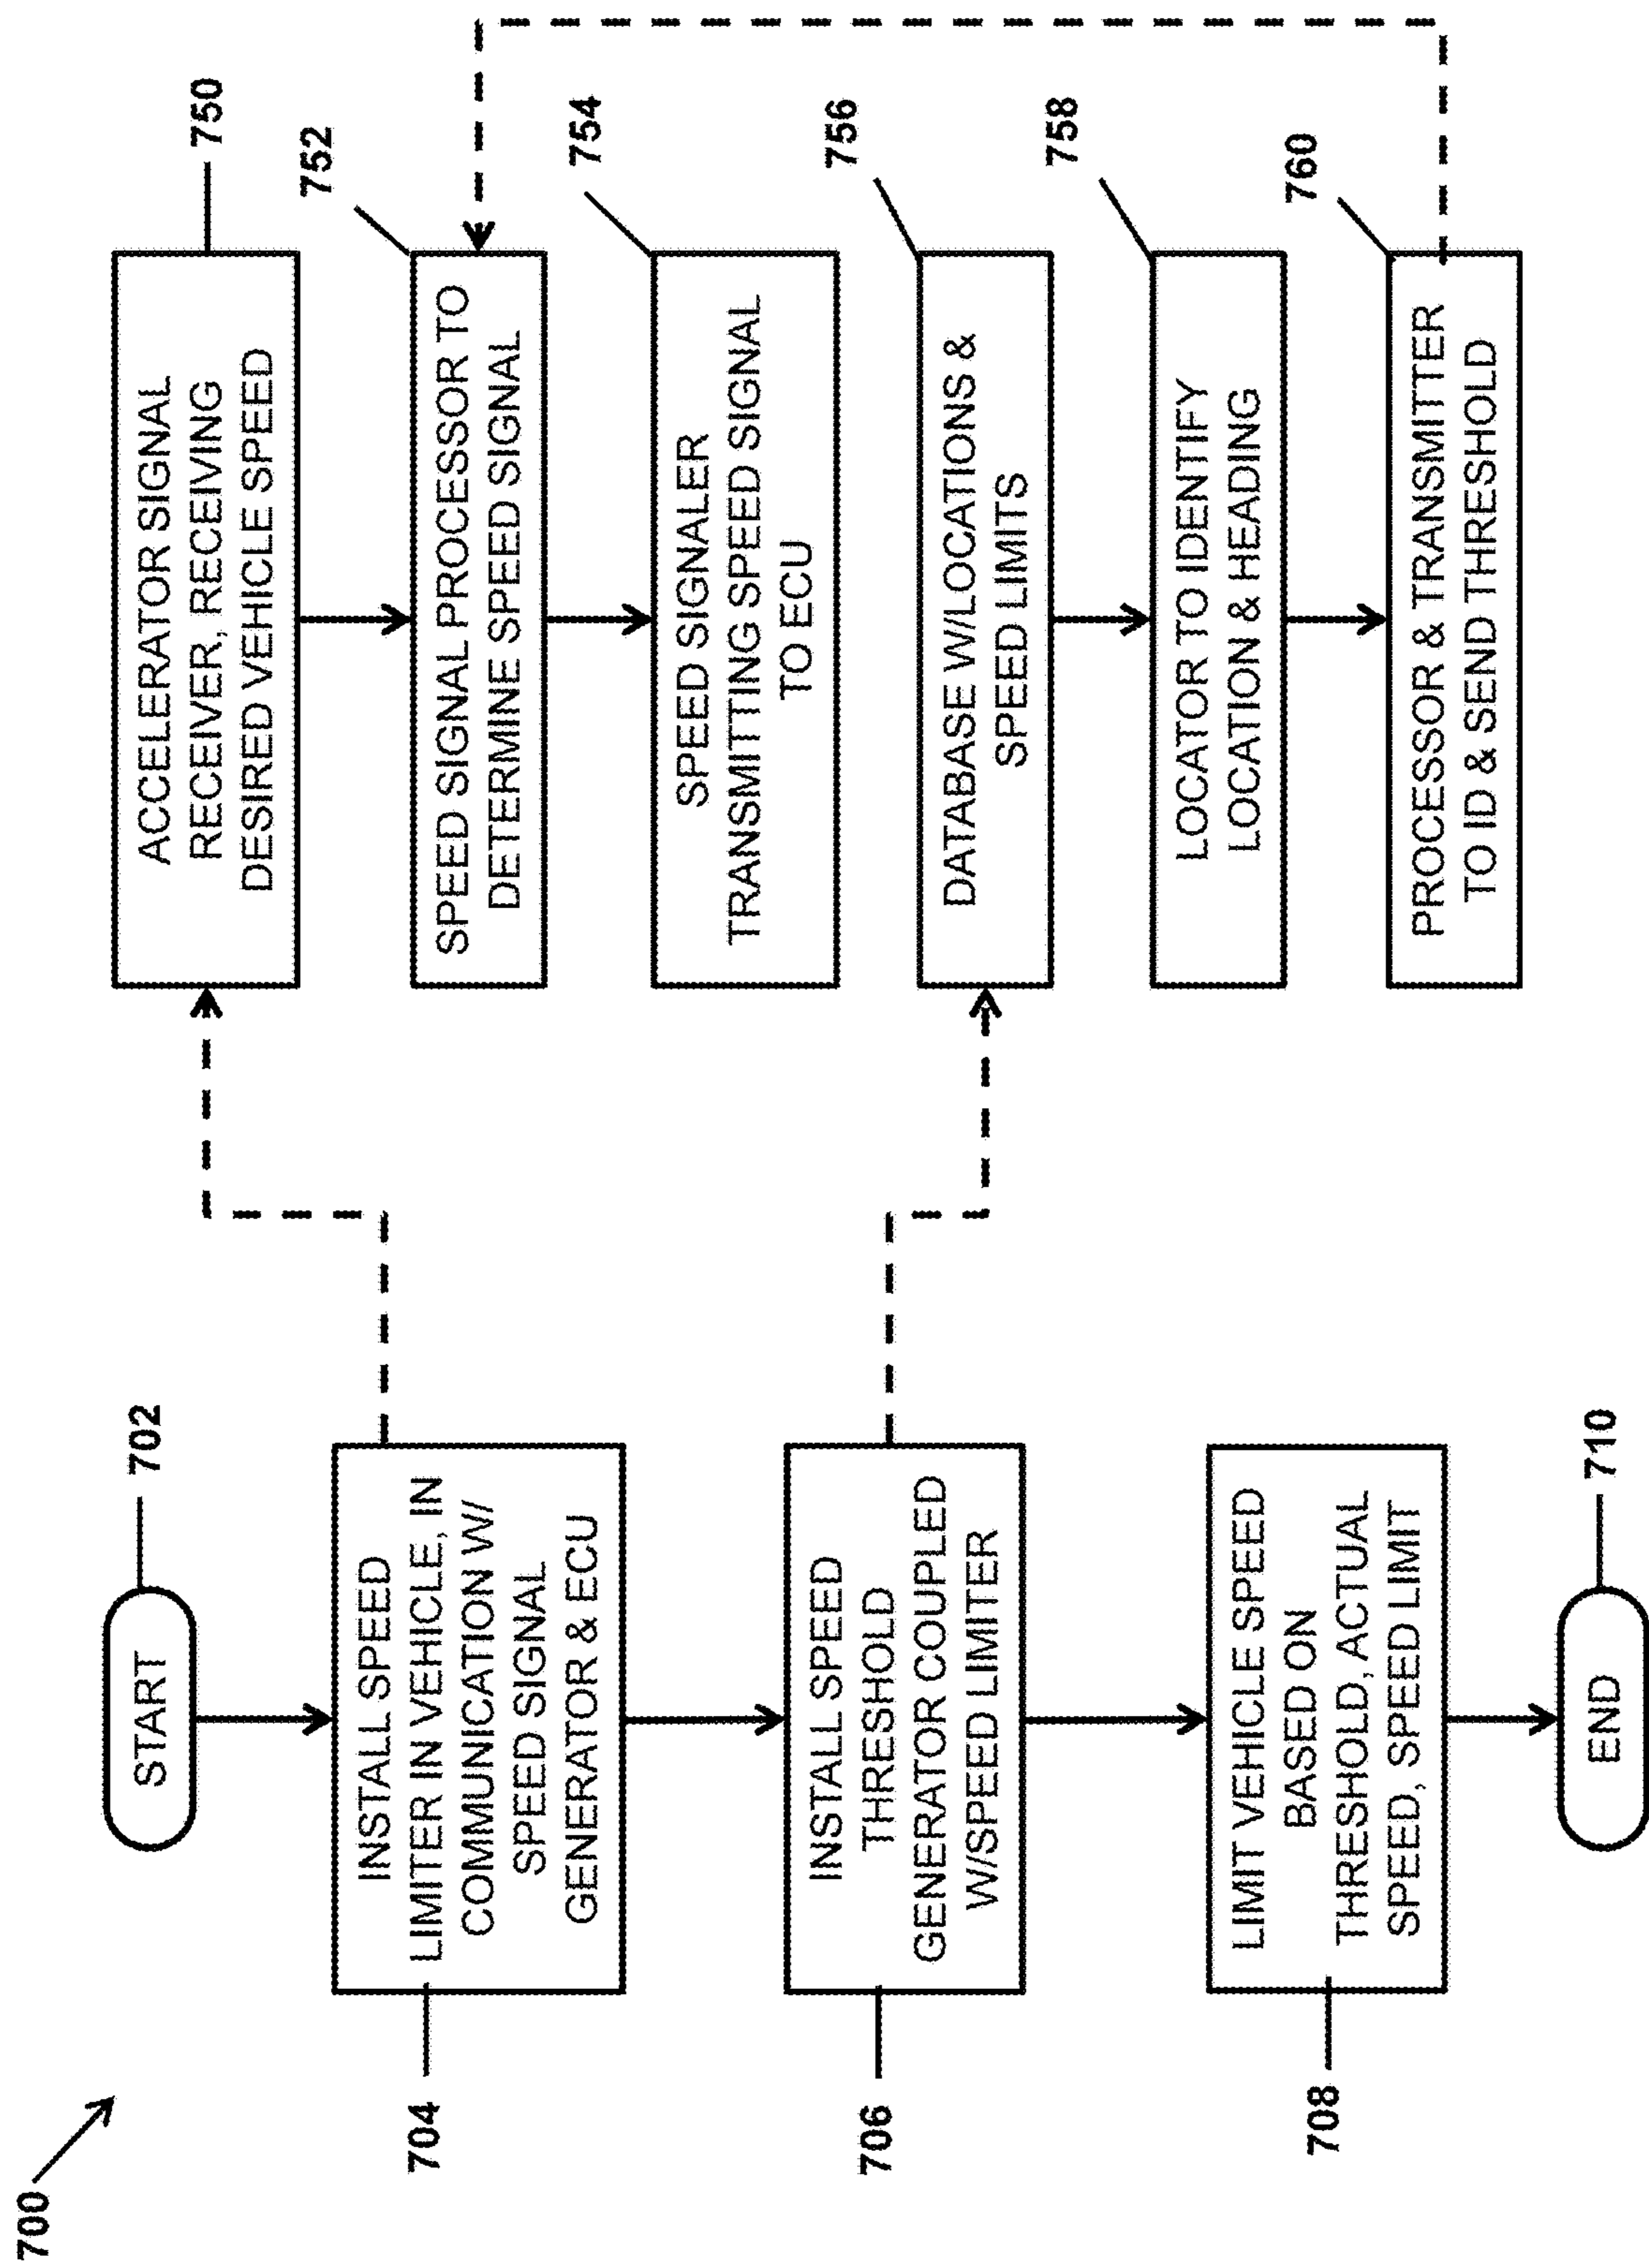 700
START
702
INSTALL SPEED
LIMITER IN VEHICLE, IN
COMMUNICATION W/
SPEED SIGNAL
GENERATOR & ECU
704
INSTALL SPEED
THRESHOLD
GENERATOR COUPLED
W/SPEED LIMITER
706
LIMIT VEHICLE SPEED
BASED ON
THRESHOLD, ACTUAL
SPEED, SPEED LIMIT
708
END
710
ACCELERATOR SIGNAL
RECEIVER, RECEIVING
DESIRED VEHICLE SPEED
750
SPEED SIGNAL PROCESSOR TO
DETERMINE SPEED SIGNAL
752
SPEED SIGNALER
TRANSMITTING SPEED SIGNAL
TO ECU
754
DATABASE W/LOCATIONS &
SPEED LIMITS
756
LOCATOR TO IDENTIFY
LOCATION & HEADING
758
PROCESSOR & TRANSMITTER
TO ID & SEND THRESHOLD
760